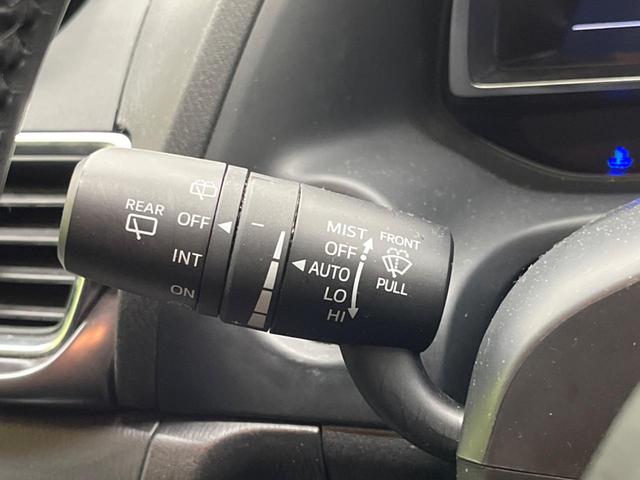 REAR
OFF
INT
ON
MIST
OFF
AUTO
LO
HI
FRONT
PULL